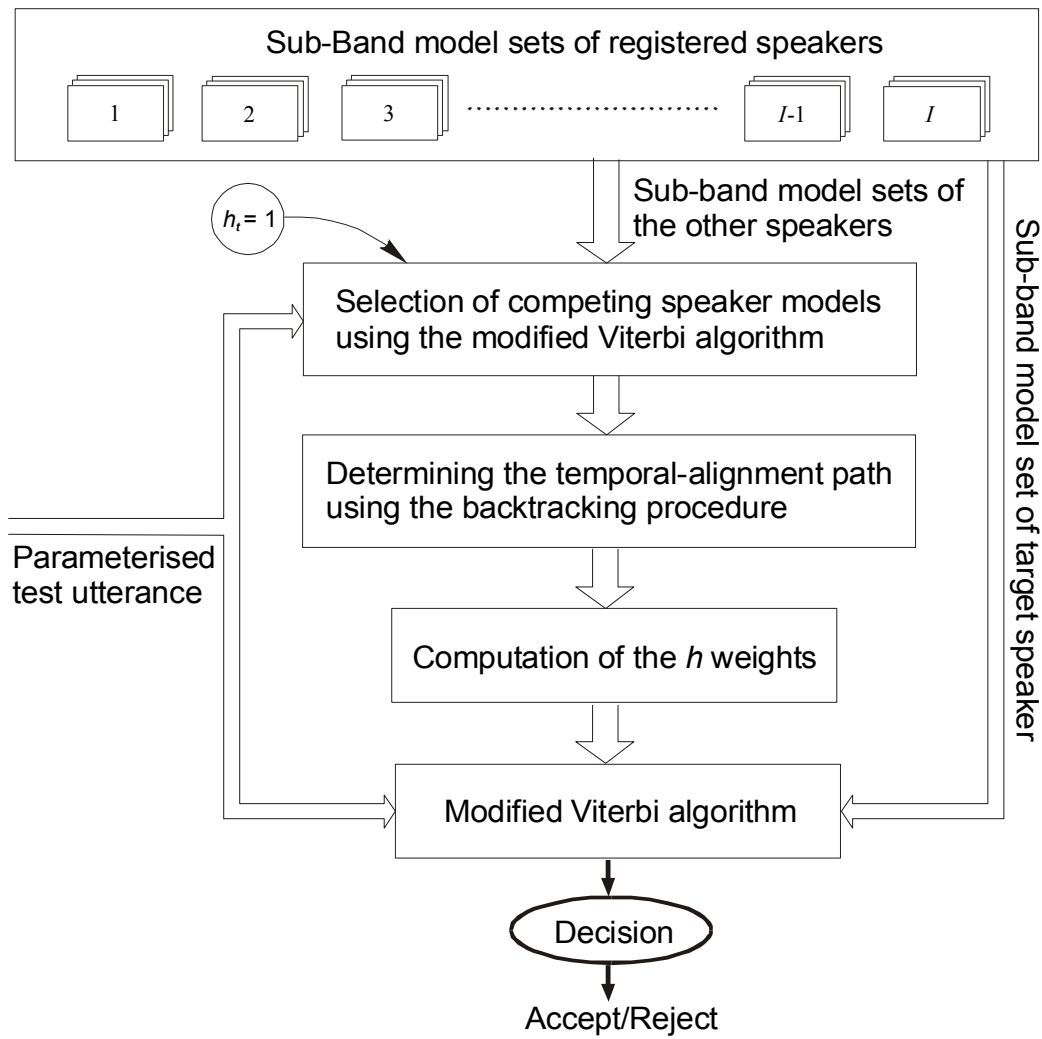 Sub-Band model sets of registered speakers
1 2 3 I-1 I
Sub-band model sets of
the other speakers
hₜ = 1
Selection of competing speaker models
using the modified Viterbi algorithm
Determining the temporal-alignment path
using the backtracking procedure
Parameterised
test utterance
Sub-band model set of target speaker
Computation of the h weights
Modified Viterbi algorithm
Decision
Accept/Reject